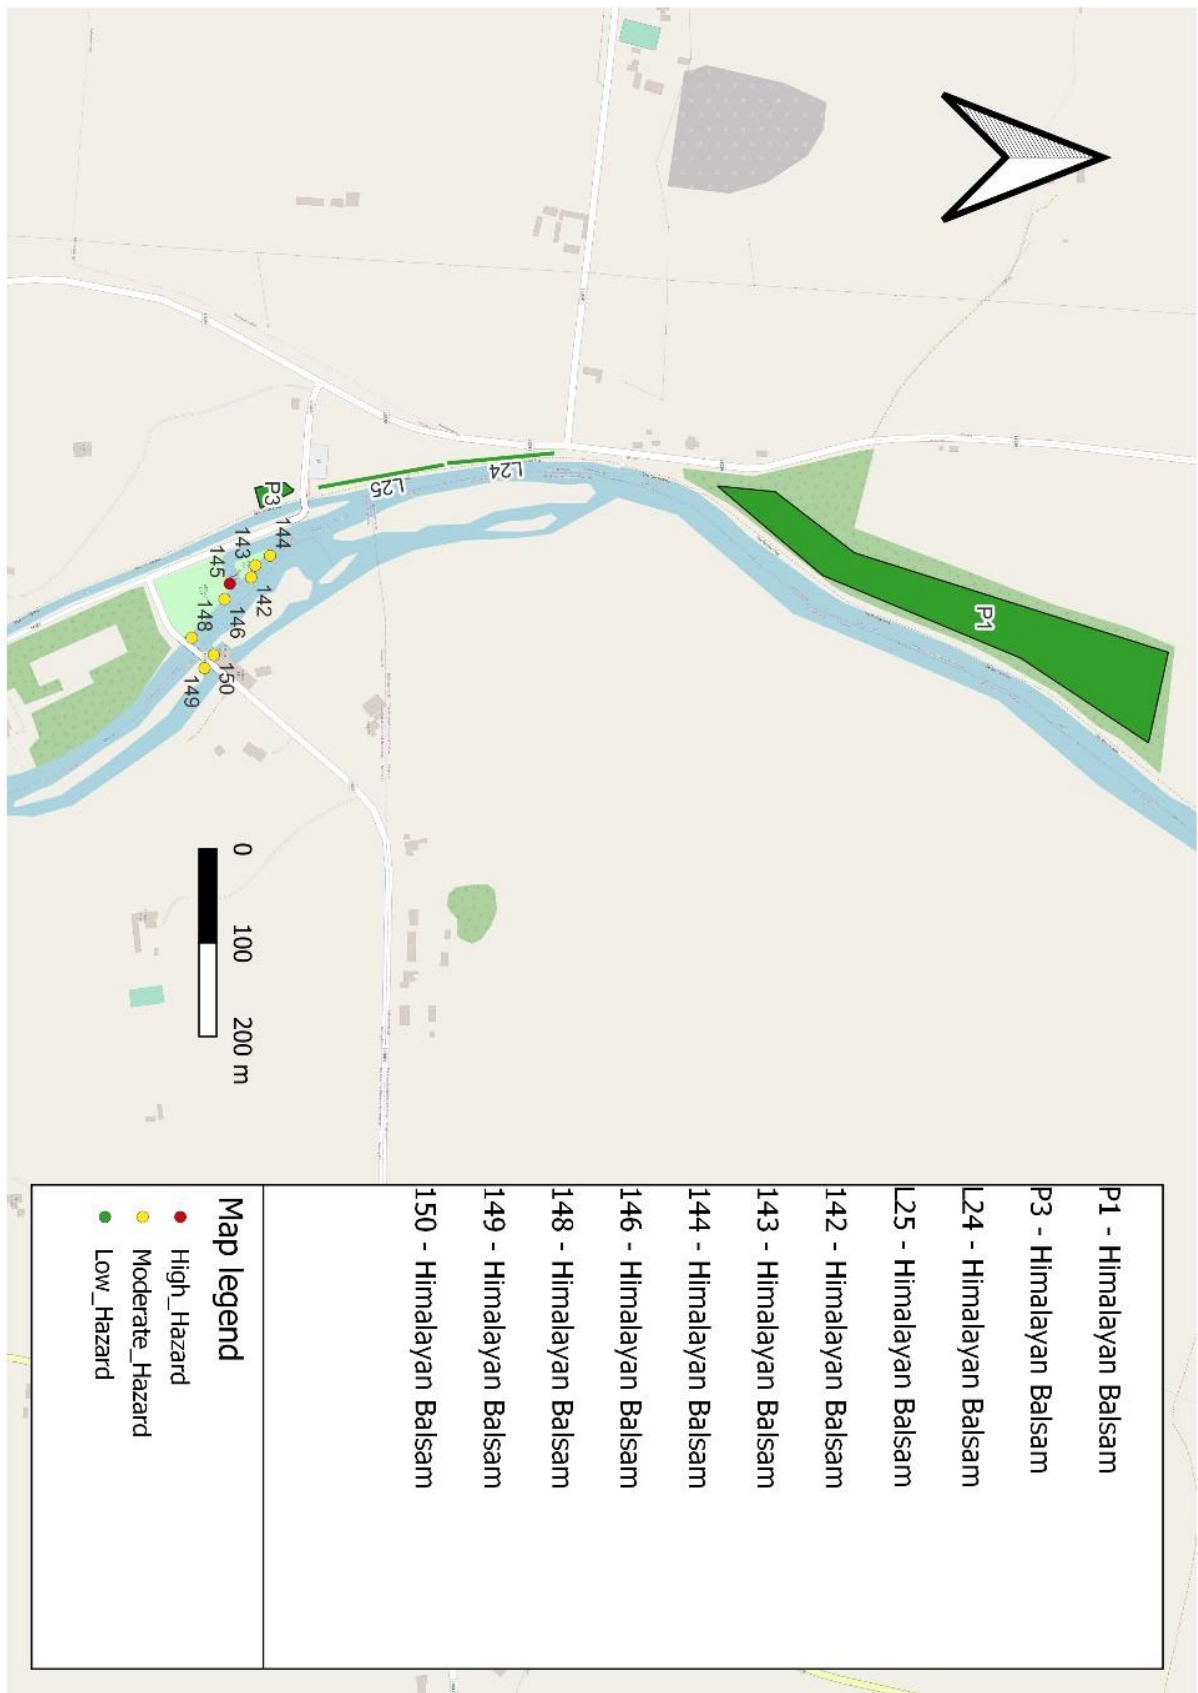 P1
L24
L25
P3
144
143
142
145
146
148
150
149
0 100 200 m
P1 - Himalayan Balsam
P3 - Himalayan Balsam
L24 - Himalayan Balsam
L25 - Himalayan Balsam
142 - Himalayan Balsam
143 - Himalayan Balsam
144 - Himalayan Balsam
146 - Himalayan Balsam
148 - Himalayan Balsam
149 - Himalayan Balsam
150 - Himalayan Balsam
Map legend
High_Hazard
Moderate_Hazard
Low_Hazard